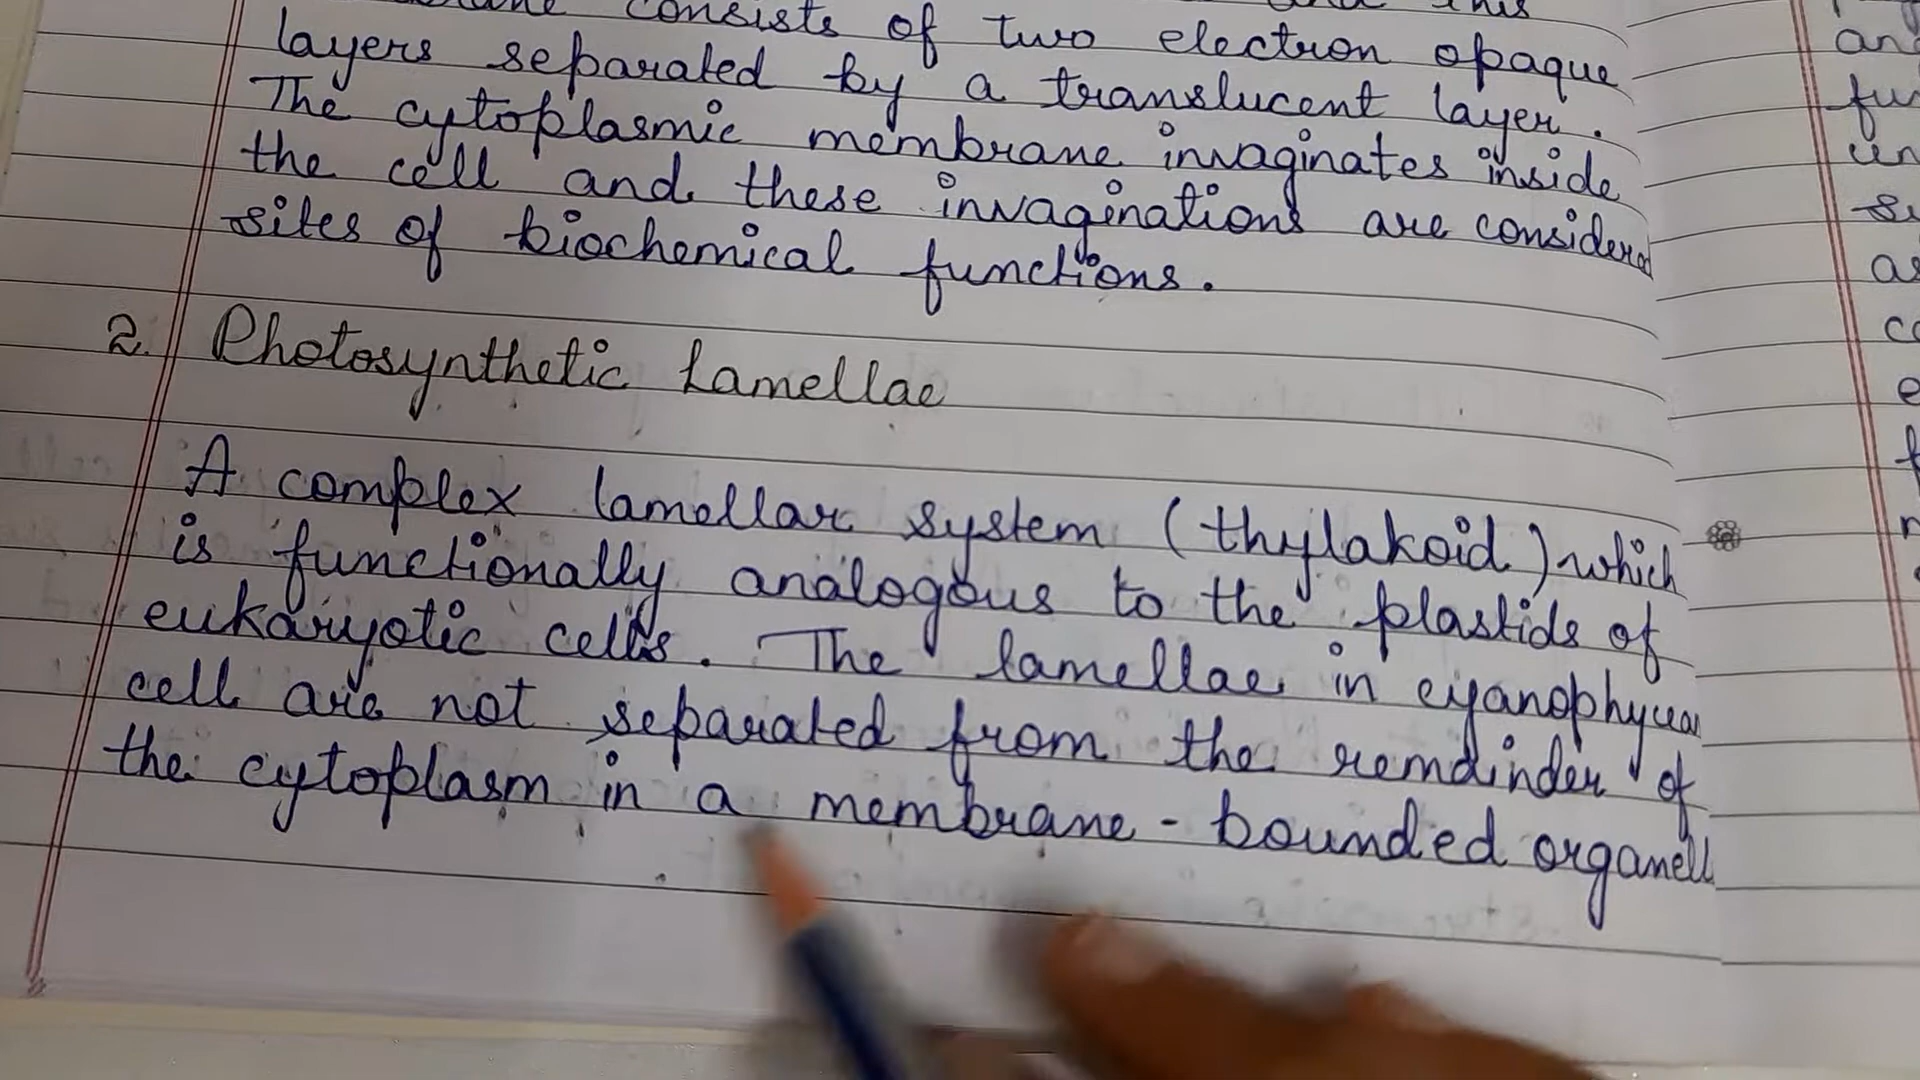 consists of two electron opaque
layers separated by a translucent layer.
The cytoplasmic membrane invaginates inside
the cell and these invaginations are considered
sites of biochemical functions.
2. Photosynthetic Lamellae
A complex lamellar system (thylakoid) which
is functionally analogous to the plastids of
eukaryotic cells. The lamellae in cyanophycea
cell are not separated from the remainder of
the cytoplasm in a membrane - bounded organell